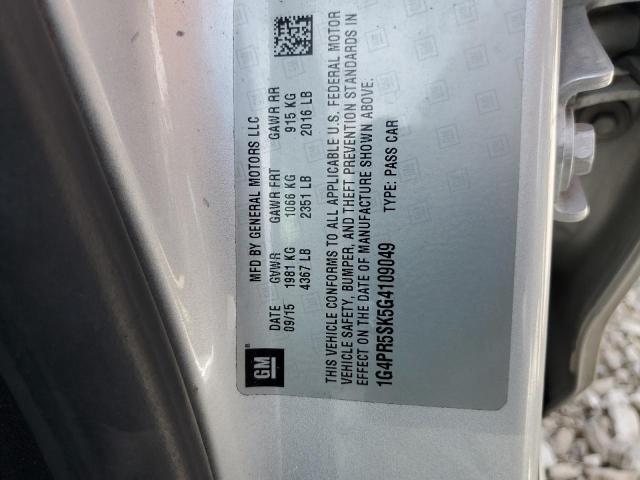 MFD BY GENERAL MOTORS LLC
DATE GVWR GAWR FRT GAWR RR
09/15 1981 KG 1066 KG 915 KG
4367 LB 2351 LB 2016 LB
GM®
THIS VEHICLE CONFORMS TO ALL APPLICABLE U.S. FEDERAL MOTOR
VEHICLE SAFETY, BUMPER, AND THEFT PREVENTION STANDARDS IN
EFFECT ON THE DATE OF MANUFACTURE SHOWN ABOVE.
1G4PR5SK5G4109049 TYPE: PASS CAR